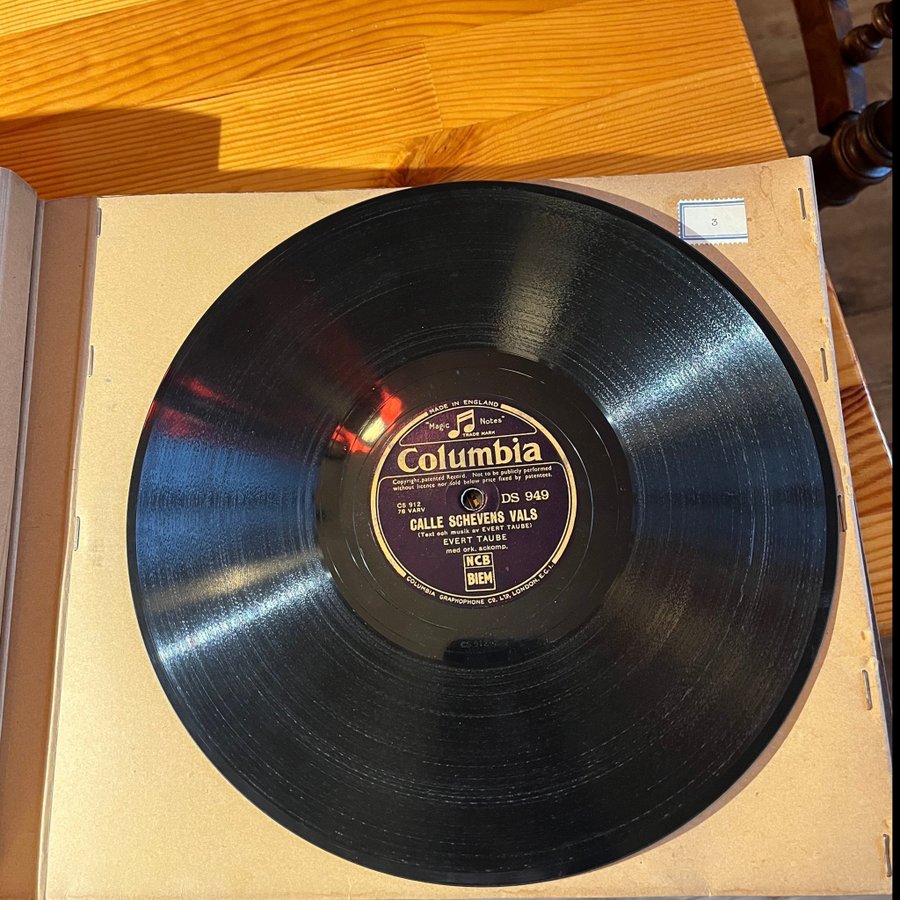 3
MADE IN ENGLAND
"Magic Notes"
TRADE MARK
Columbia
Copyright,patented Record. Not to be publicly performed
without licence nor sold below price fixed by patentees.
CS 912
78 VARV
DS 949
CALLE SCHEVENS VALS
(Text och musik av EVERT TAUBE)
EVERT TAUBE
med ork. ackomp.
NCB
BIEM
COLUMBIA GRAPHOPHONE CO. LTD, LONDON, E.C.1.